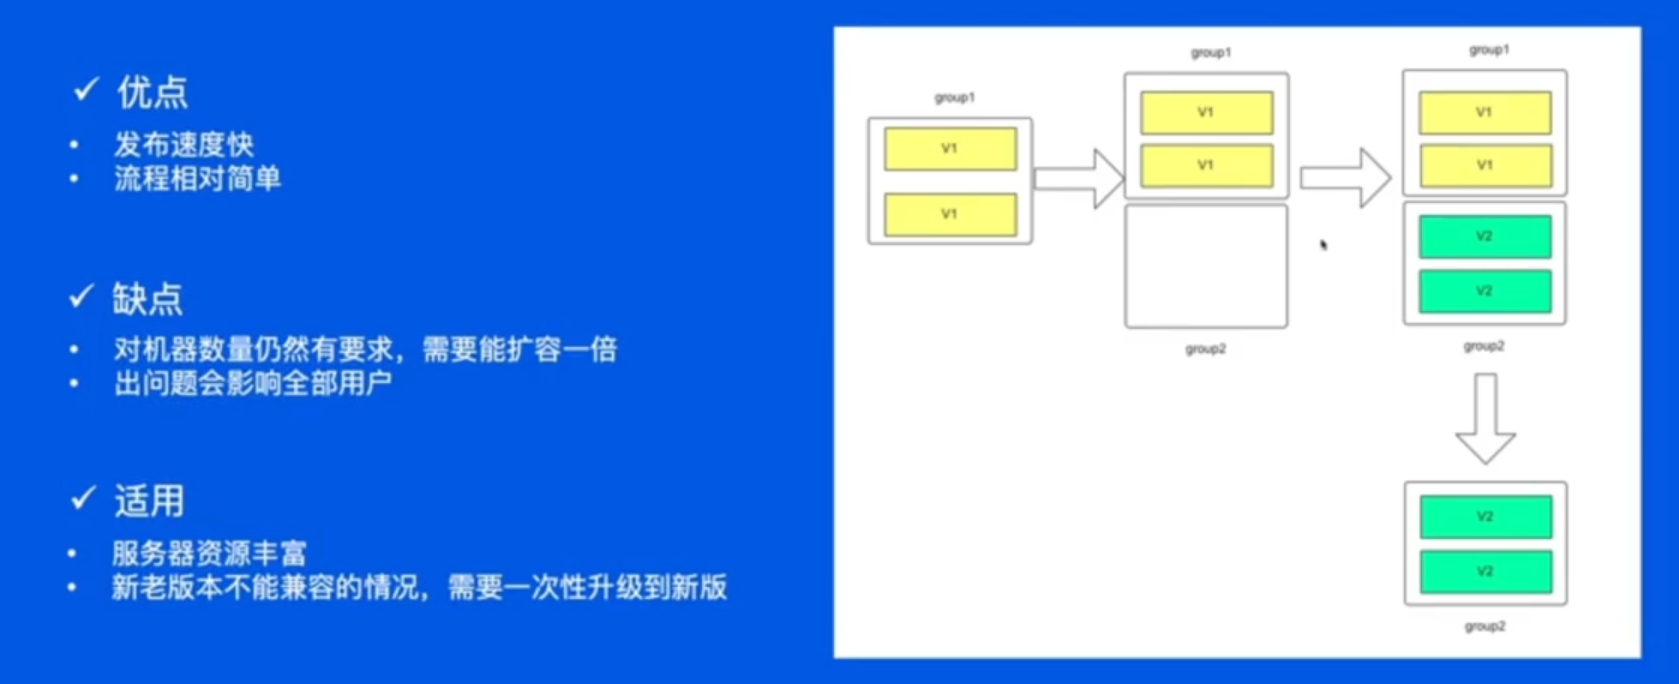 ✓ 优点
• 发布速度快
• 流程相对简单
✓ 缺点
• 对机器数量仍然有要求，需要能扩容一倍
• 出问题会影响全部用户
✓ 适用
• 服务器资源丰富
• 新老版本不能兼容的情况，需要一次性升级到新版
group1
V1
V1
group1
V1
V1
group2
group1
V1
V1
V2
V2
group2
V2
V2
group2